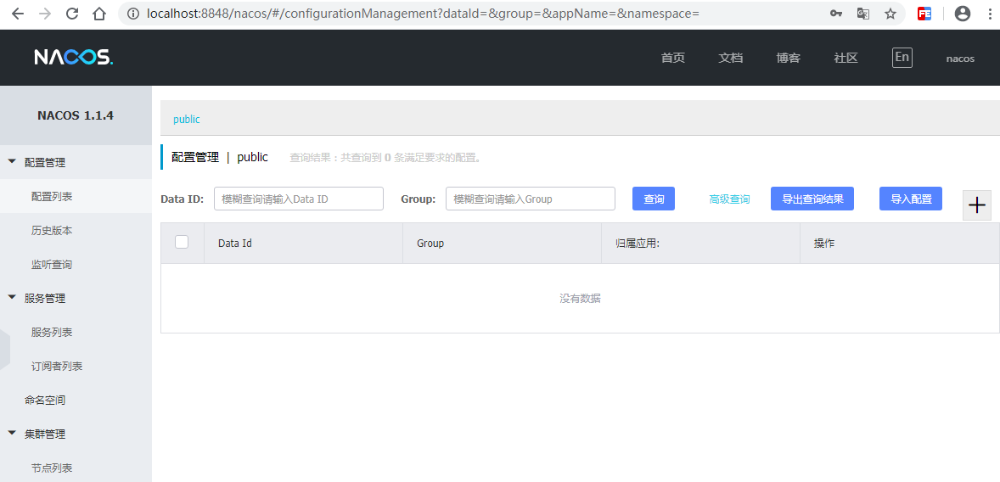 localhost:8848/nacos/#/configurationManagement?dataId=&group=&appName=&namespace=
FE
NACOS.
首页 文档 博客 社区 En nacos
NACOS 1.1.4
配置管理
配置列表
历史版本
监听查询
服务管理
服务列表
订阅者列表
命名空间
集群管理
节点列表
public
配置管理 | public 查询结果：共查询到 0 条满足要求的配置。
Data ID: 模糊查询请输入Data ID Group: 模糊查询请输入Group 查询 高级查询 导出查询结果 导入配置
Data Id Group 归属应用: 操作
没有数据